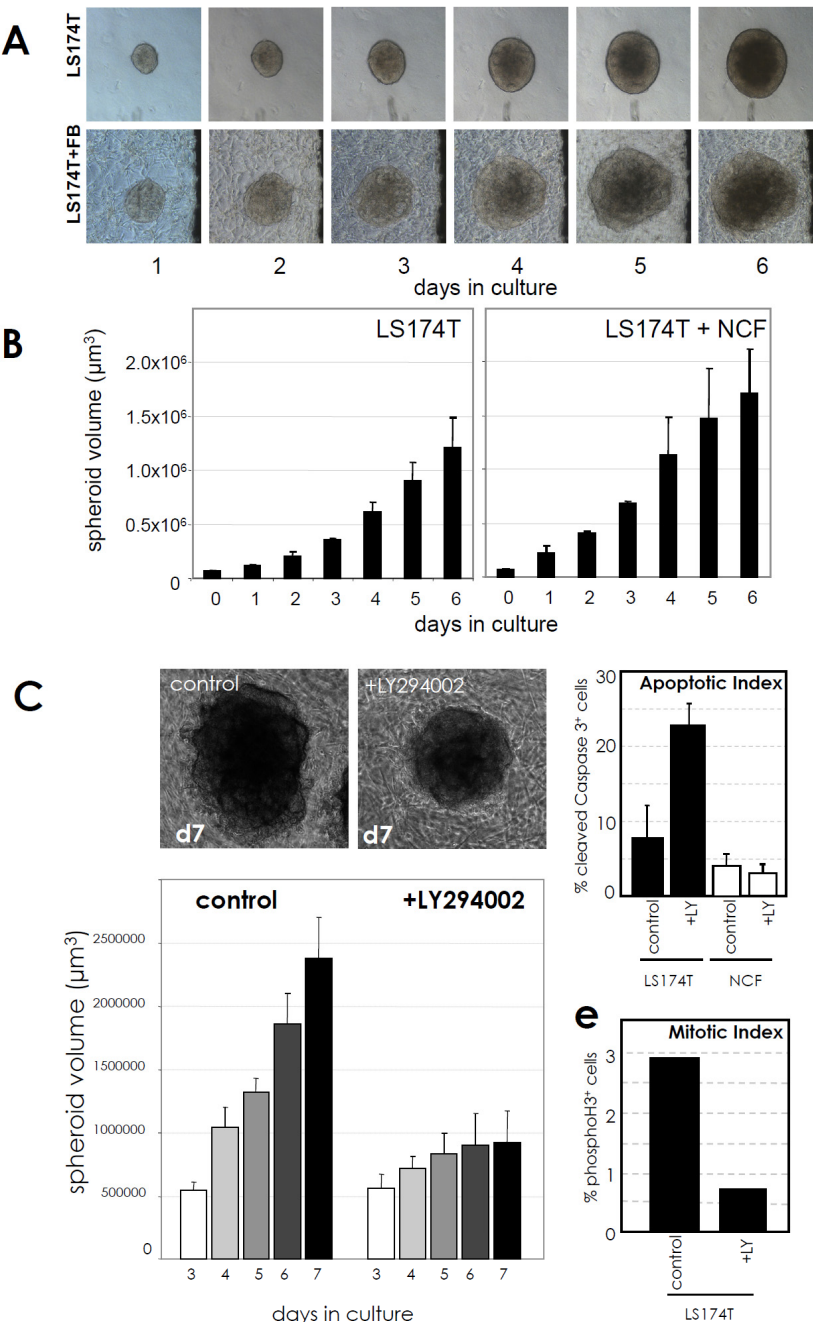 A
LS174T
LS174T+FB
1 2 3 4 5 6
days in culture
B
spheroid volume (µm³)
2.0x10⁶
1.5x10⁶
1.0x10⁶
0.5x10⁶
0
LS174T
LS174T + NCF
0 1 2 3 4 5 6
0 1 2 3 4 5 6
days in culture
C
control
d7
+LY294002
d7
Apoptotic Index
% cleaved Caspase 3⁺ cells
30
20
10
0
control
+LY
control
+LY
LS174T
NCF
control
+LY294002
spheroid volume (µm³)
2500000
2000000
1500000
1000000
500000
0
3 4 5 6 7
3 4 5 6 7
days in culture
e
Mitotic Index
% phosphoH3⁺ cells
3
2
1
0
control
+LY
LS174T